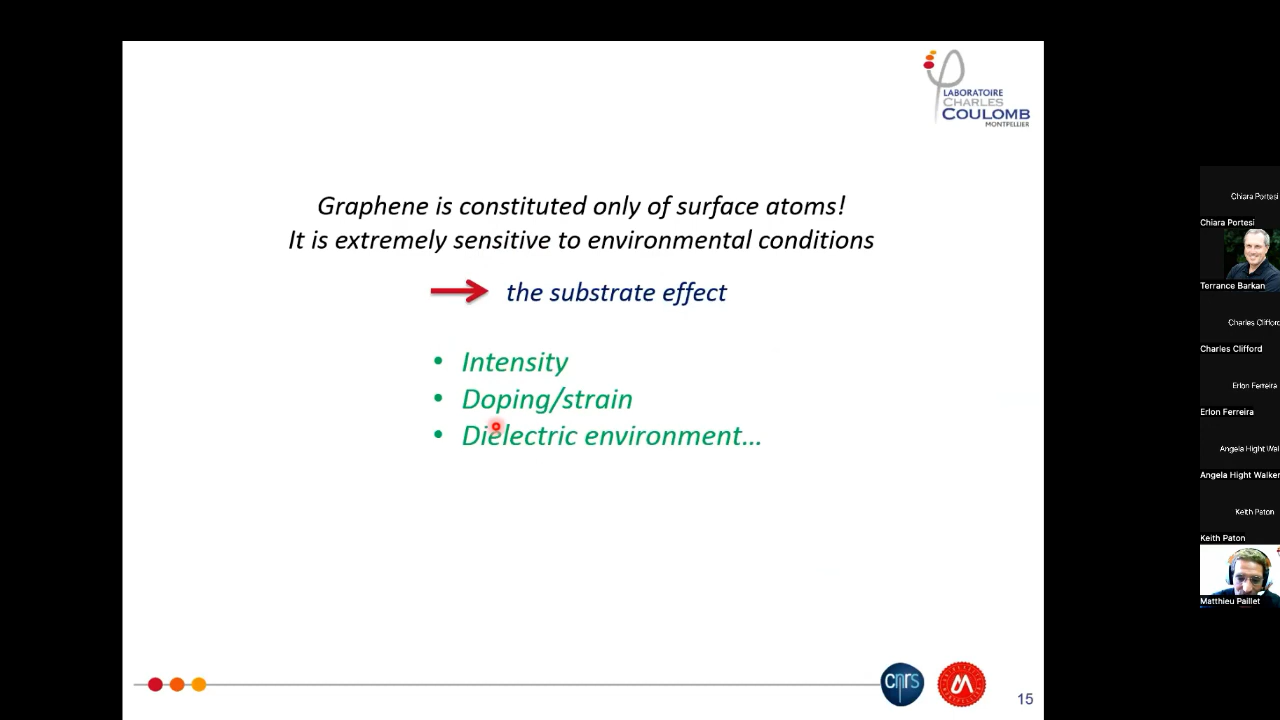 LABORATOIRE
CHARLES
COULOMB
MONTPELLIER
Graphene is constituted only of surface atoms!
It is extremely sensitive to environmental conditions
the substrate effect
• Intensity
• Doping/strain
• Dielectric environment...
cnrs
15
Chiara Portesi
Chiara Portesi
Terrance Barkan
Charles Clifford
Charles Clifford
Erlon Ferreira
Erlon Ferreira
Angela Hight Wal
Angela Hight Walker
Keith Paton
Keith Paton
Matthieu Paillet